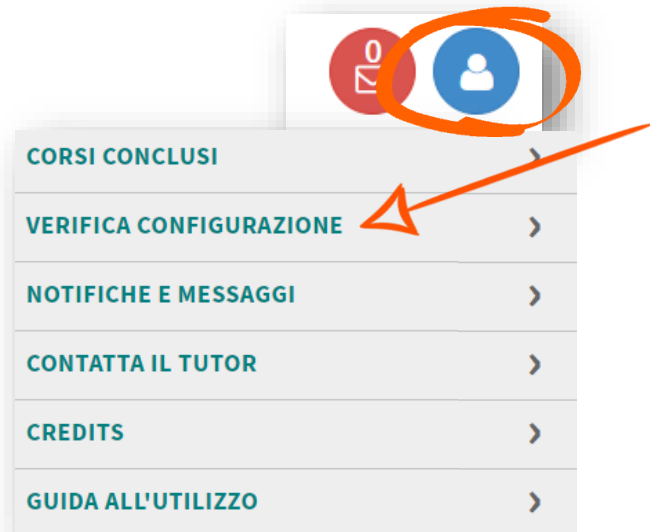 0
CORSI CONCLUSI
VERIFICA CONFIGURAZIONE
NOTIFICHE E MESSAGGI
CONTATTA IL TUTOR
CREDITS
GUIDA ALL'UTILIZZO